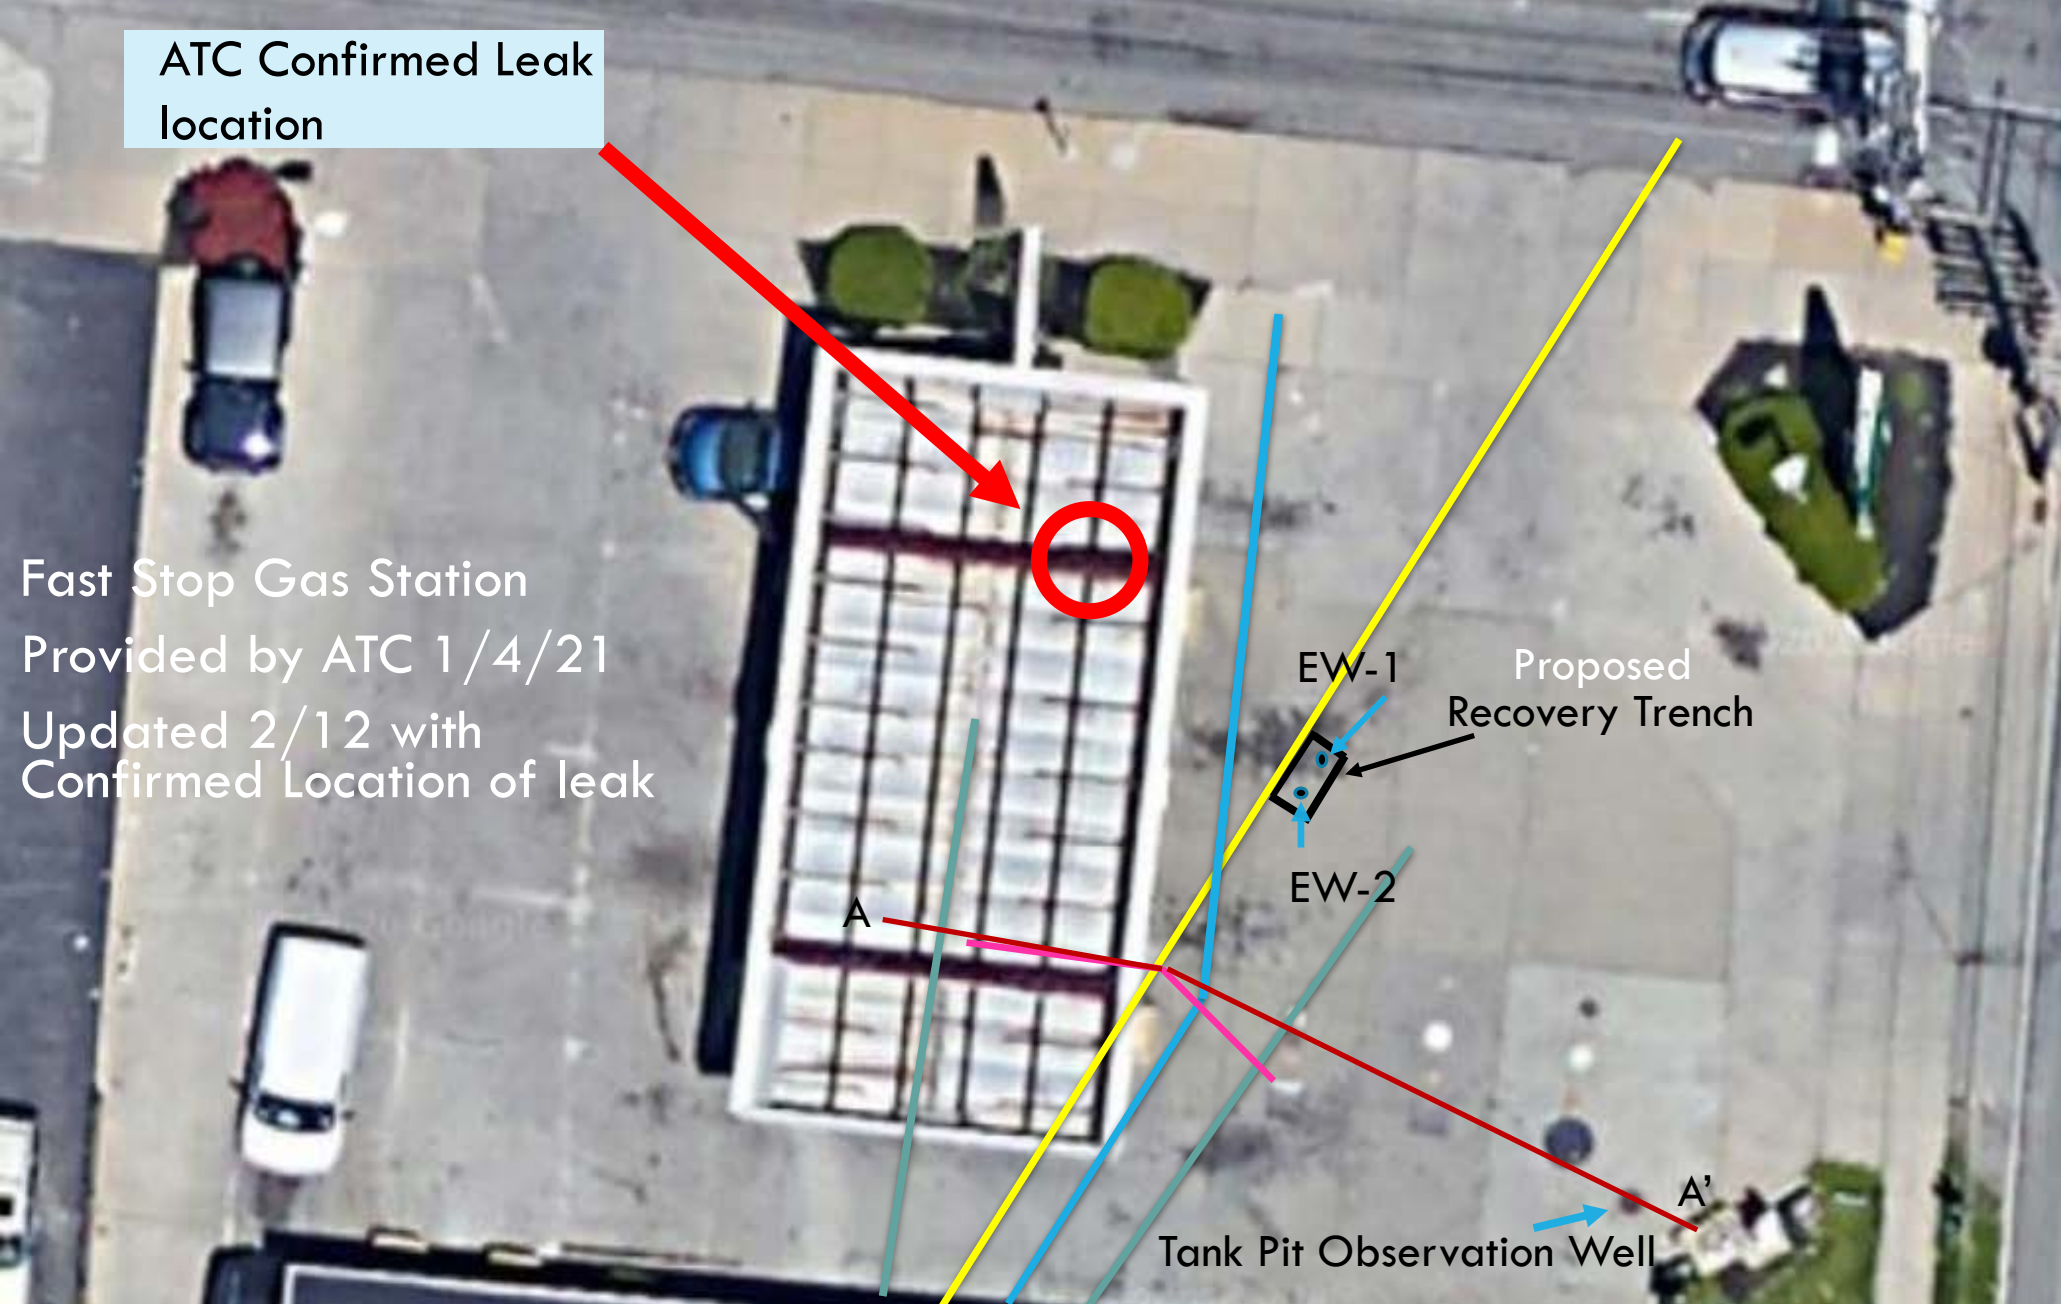 ATC Confirmed Leak
location
Fast Stop Gas Station
Provided by ATC 1/4/21
Updated 2/12 with
Confirmed Location of leak
EW-1
Proposed
Recovery Trench
EW-2
A
A’
Tank Pit Observation Well